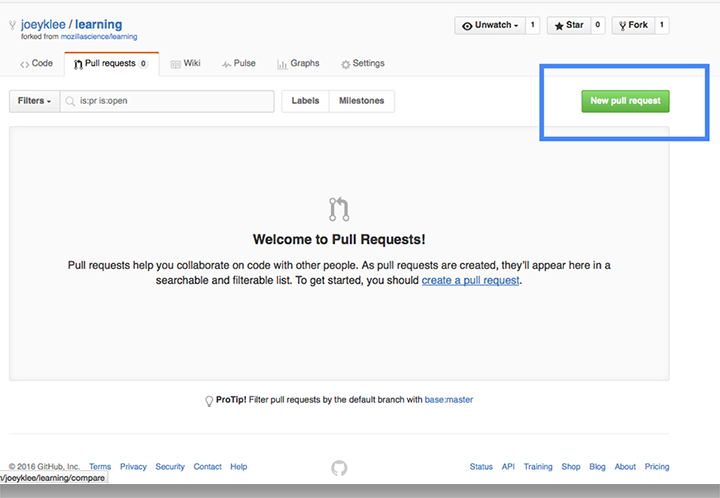 joeyklee / learning
forked from mozillascience/learning
Unwatch 1 Star 0 Fork 1
Code Pull requests 0 Wiki Pulse Graphs Settings
Filters is:pr is:open Labels Milestones New pull request
Welcome to Pull Requests!
Pull requests help you collaborate on code with other people. As pull requests are created, they'll appear here in a
searchable and filterable list. To get started, you should create a pull request.
ProTip! Filter pull requests by the default branch with base:master
© 2016 GitHub, Inc. Terms Privacy Security Contact Help Status API Training Shop Blog About Pricing
/joeyklee/learning/compare